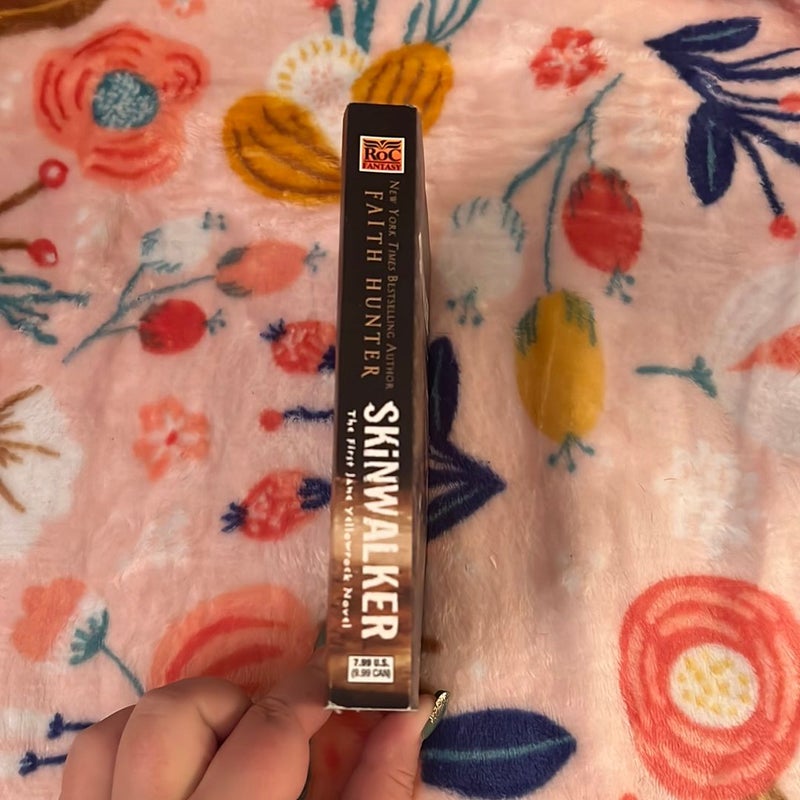 RoC
FANTASY
New York Times Bestselling Author
FAITH HUNTER
SKiNWALKER
The First Jane Yellowrock Novel
7.99 U.S.
(9.99 CAN)